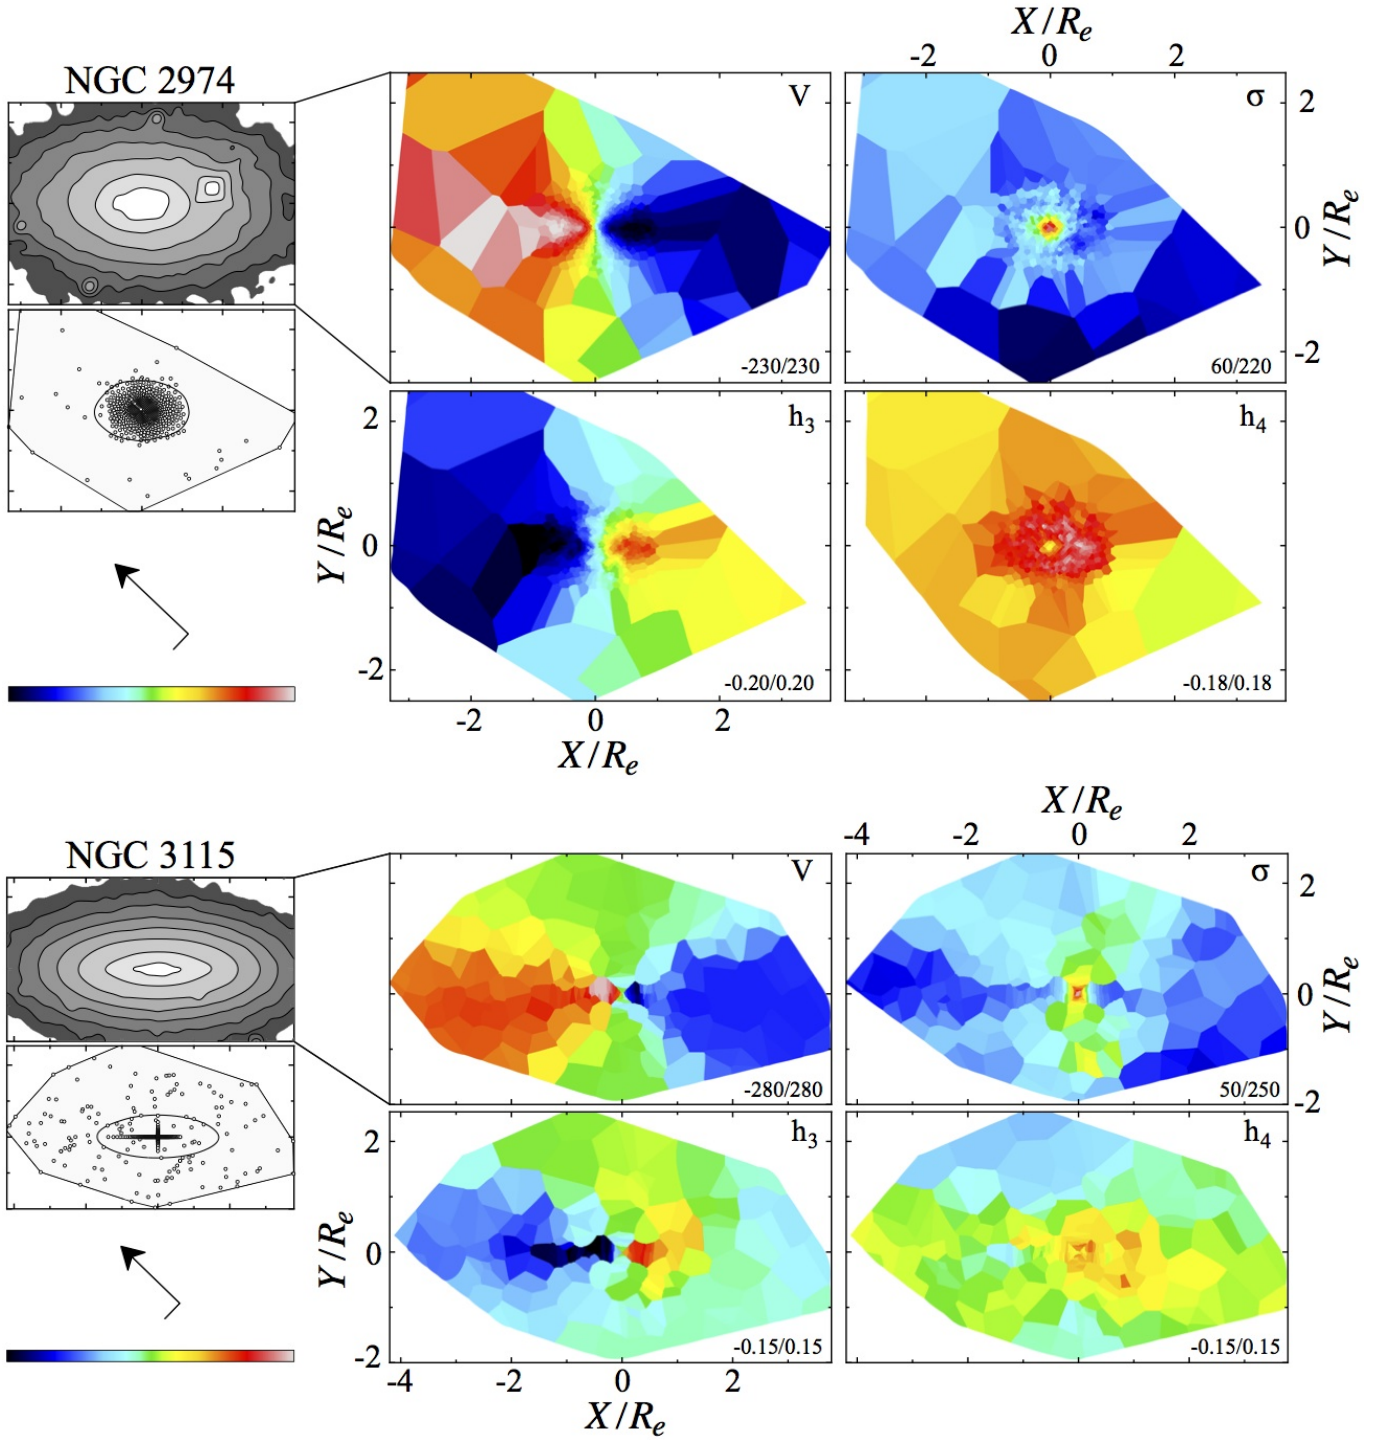 X/Re
-2 0 2
NGC 2974
V
σ
2
0
-2
Y/Re
-230/230
60/220
h3
h4
2
0
-2
Y/Re
-0.20/0.20
-0.18/0.18
-2 0 2
X/Re
X/Re
-4 -2 0 2
NGC 3115
V
σ
2
0
-2
Y/Re
-280/280
50/250
h3
h4
2
0
-2
Y/Re
-0.15/0.15
-0.15/0.15
-4 -2 0 2
X/Re